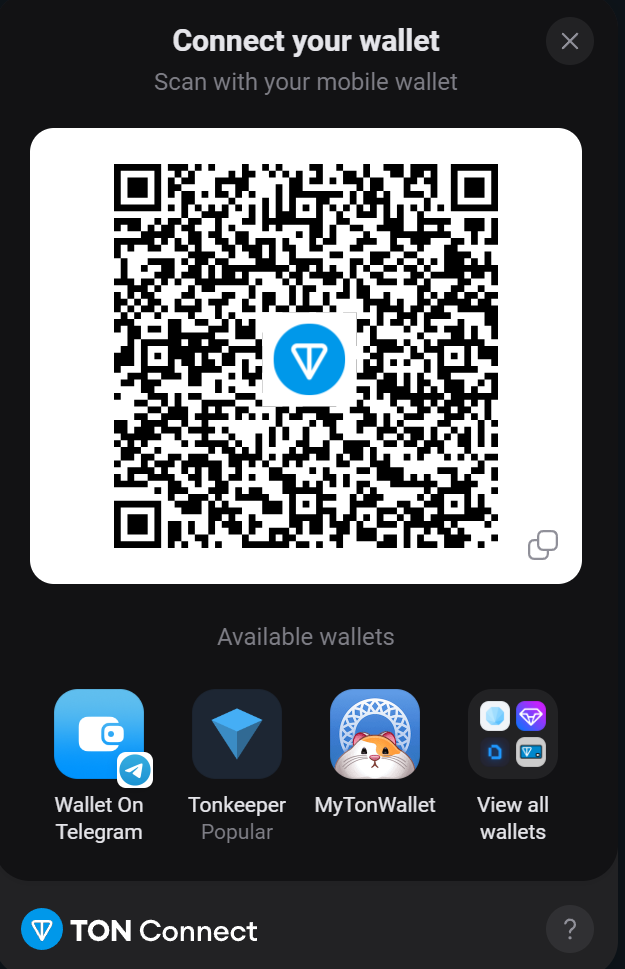 Connect your wallet
Scan with your mobile wallet
Available wallets
Wallet On
Telegram
Tonkeeper
Popular
MyTonWallet
View all
wallets
TON Connect
?